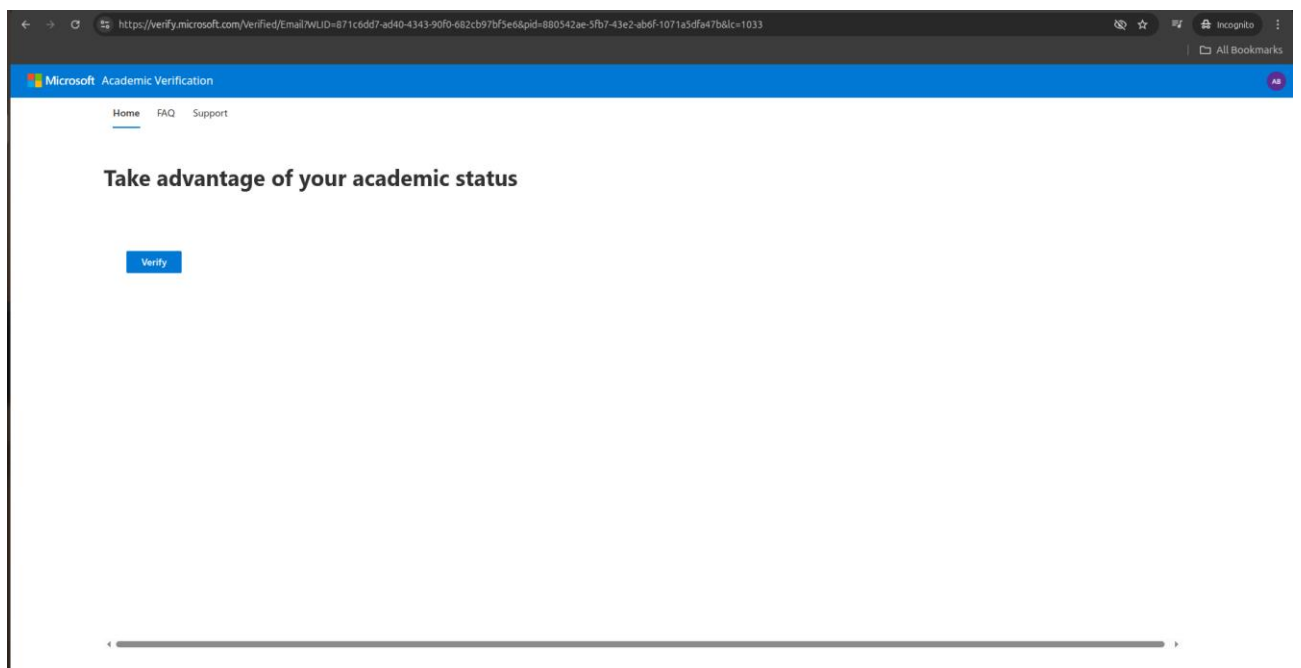 https://verify.microsoft.com/Verified/Email?WLID=871c6dd7-ad40-4343-90f0-682cb97bf5e6&pid=880542ae-5fb7-43e2-ab6f-1071a5dfa47b&lc=1033 Incognito
All Bookmarks
Microsoft Academic Verification AB
Home FAQ Support
Take advantage of your academic status
Verify